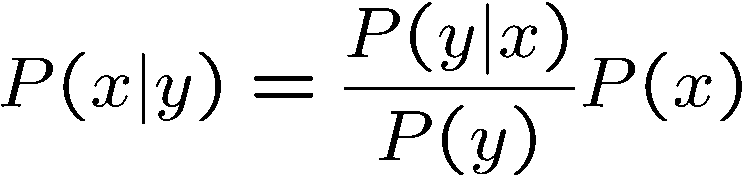 P(x|y) = \frac{P(y|x)}{P(y)} P(x)